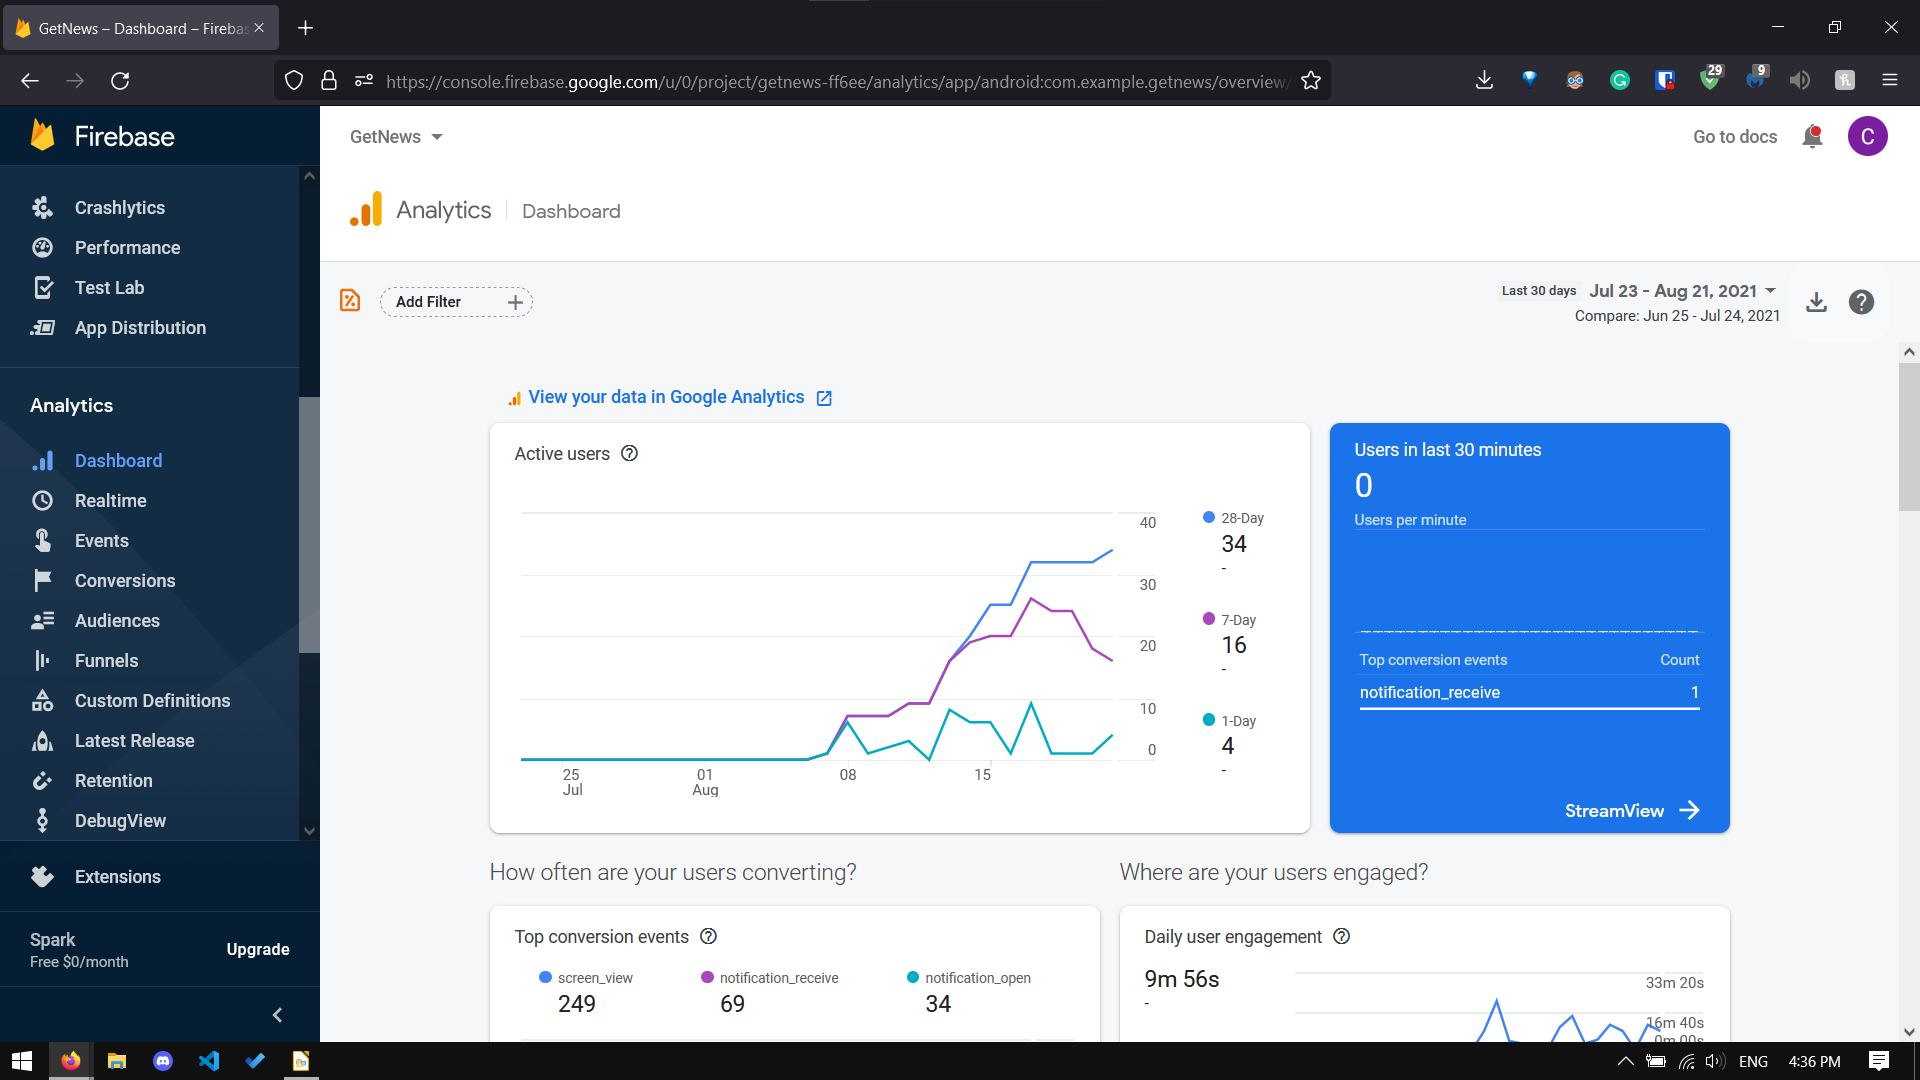 GetNews – Dashboard – Firebas
https://console.firebase.google.com/u/0/project/getnews-ff6ee/analytics/app/android:com.example.getnews/overview/
29
9
Firebase
GetNews
Go to docs
C
Analytics
Dashboard
Crashlytics
Performance
Test Lab
App Distribution
Analytics
Dashboard
Realtime
Events
Conversions
Audiences
Funnels
Custom Definitions
Latest Release
Retention
DebugView
Extensions
Spark
Free $0/month
Upgrade
Add Filter
Last 30 days Jul 23 - Aug 21, 2021
Compare: Jun 25 - Jul 24, 2021
View your data in Google Analytics
Active users
40
30
20
10
0
25
Jul
01
Aug
08
15
28-Day
34
-
7-Day
16
-
1-Day
4
-
Users in last 30 minutes
0
Users per minute
Top conversion events Count
notification_receive 1
StreamView
How often are your users converting?
Top conversion events
screen_view
249
notification_receive
69
notification_open
34
Where are your users engaged?
Daily user engagement
9m 56s
-
33m 20s
16m 40s
0m 00s
ENG
4:36 PM